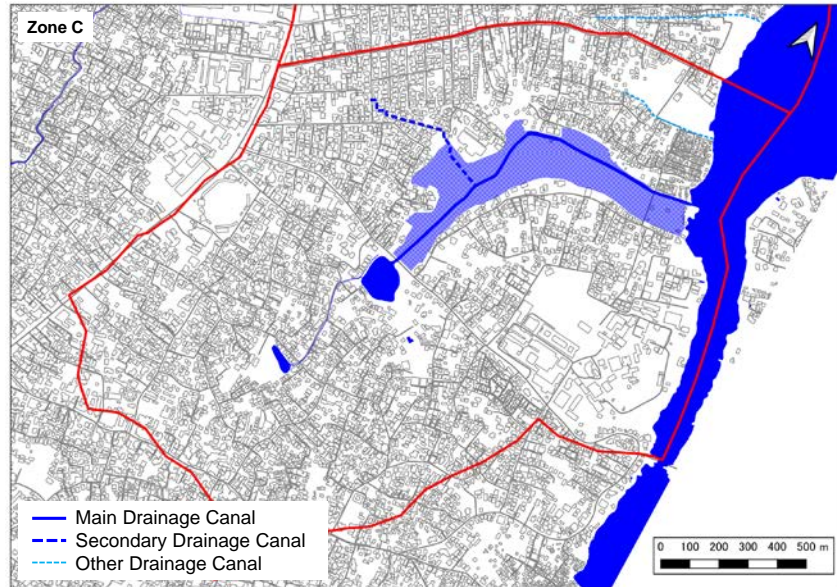 Zone C
Main Drainage Canal
Secondary Drainage Canal
Other Drainage Canal
0 100 200 300 400 500 m